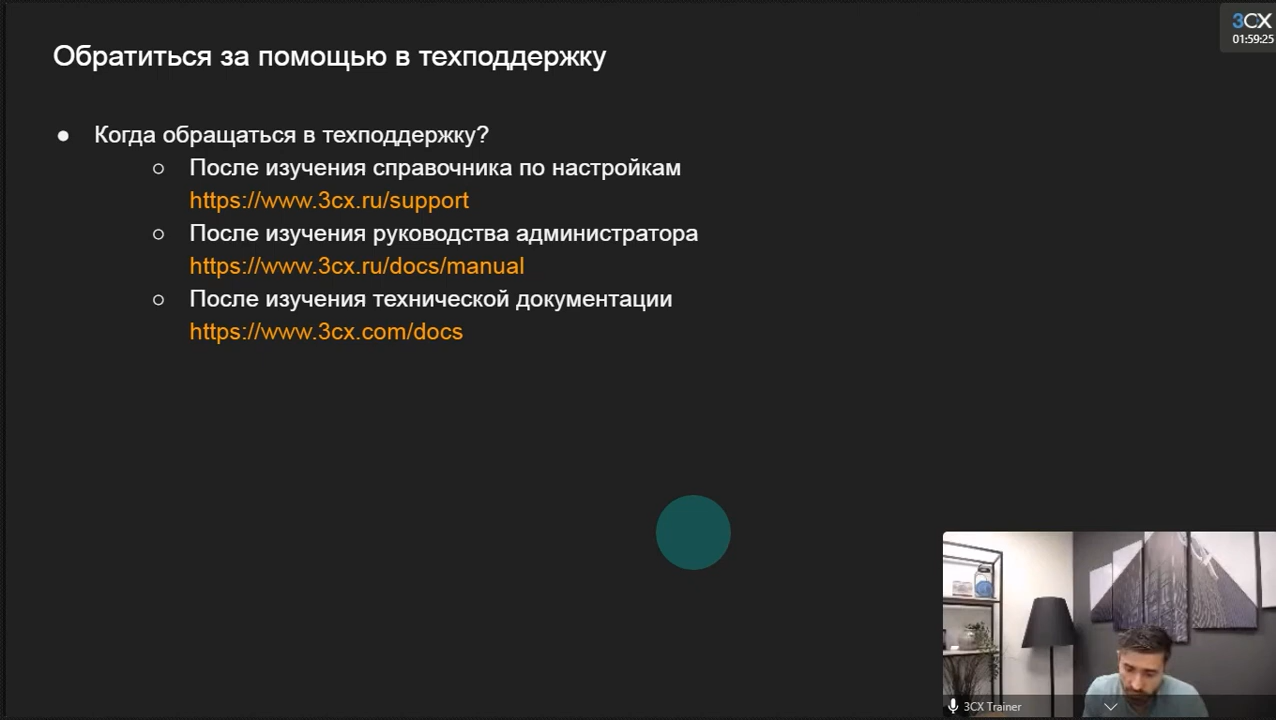 Обратиться за помощью в техподдержку
3CX
01:59:25
● Когда обращаться в техподдержку?
○ После изучения справочника по настройкам
https://www.3cx.ru/support
○ После изучения руководства администратора
https://www.3cx.ru/docs/manual
○ После изучения технической документации
https://www.3cx.com/docs
3CX Trainer